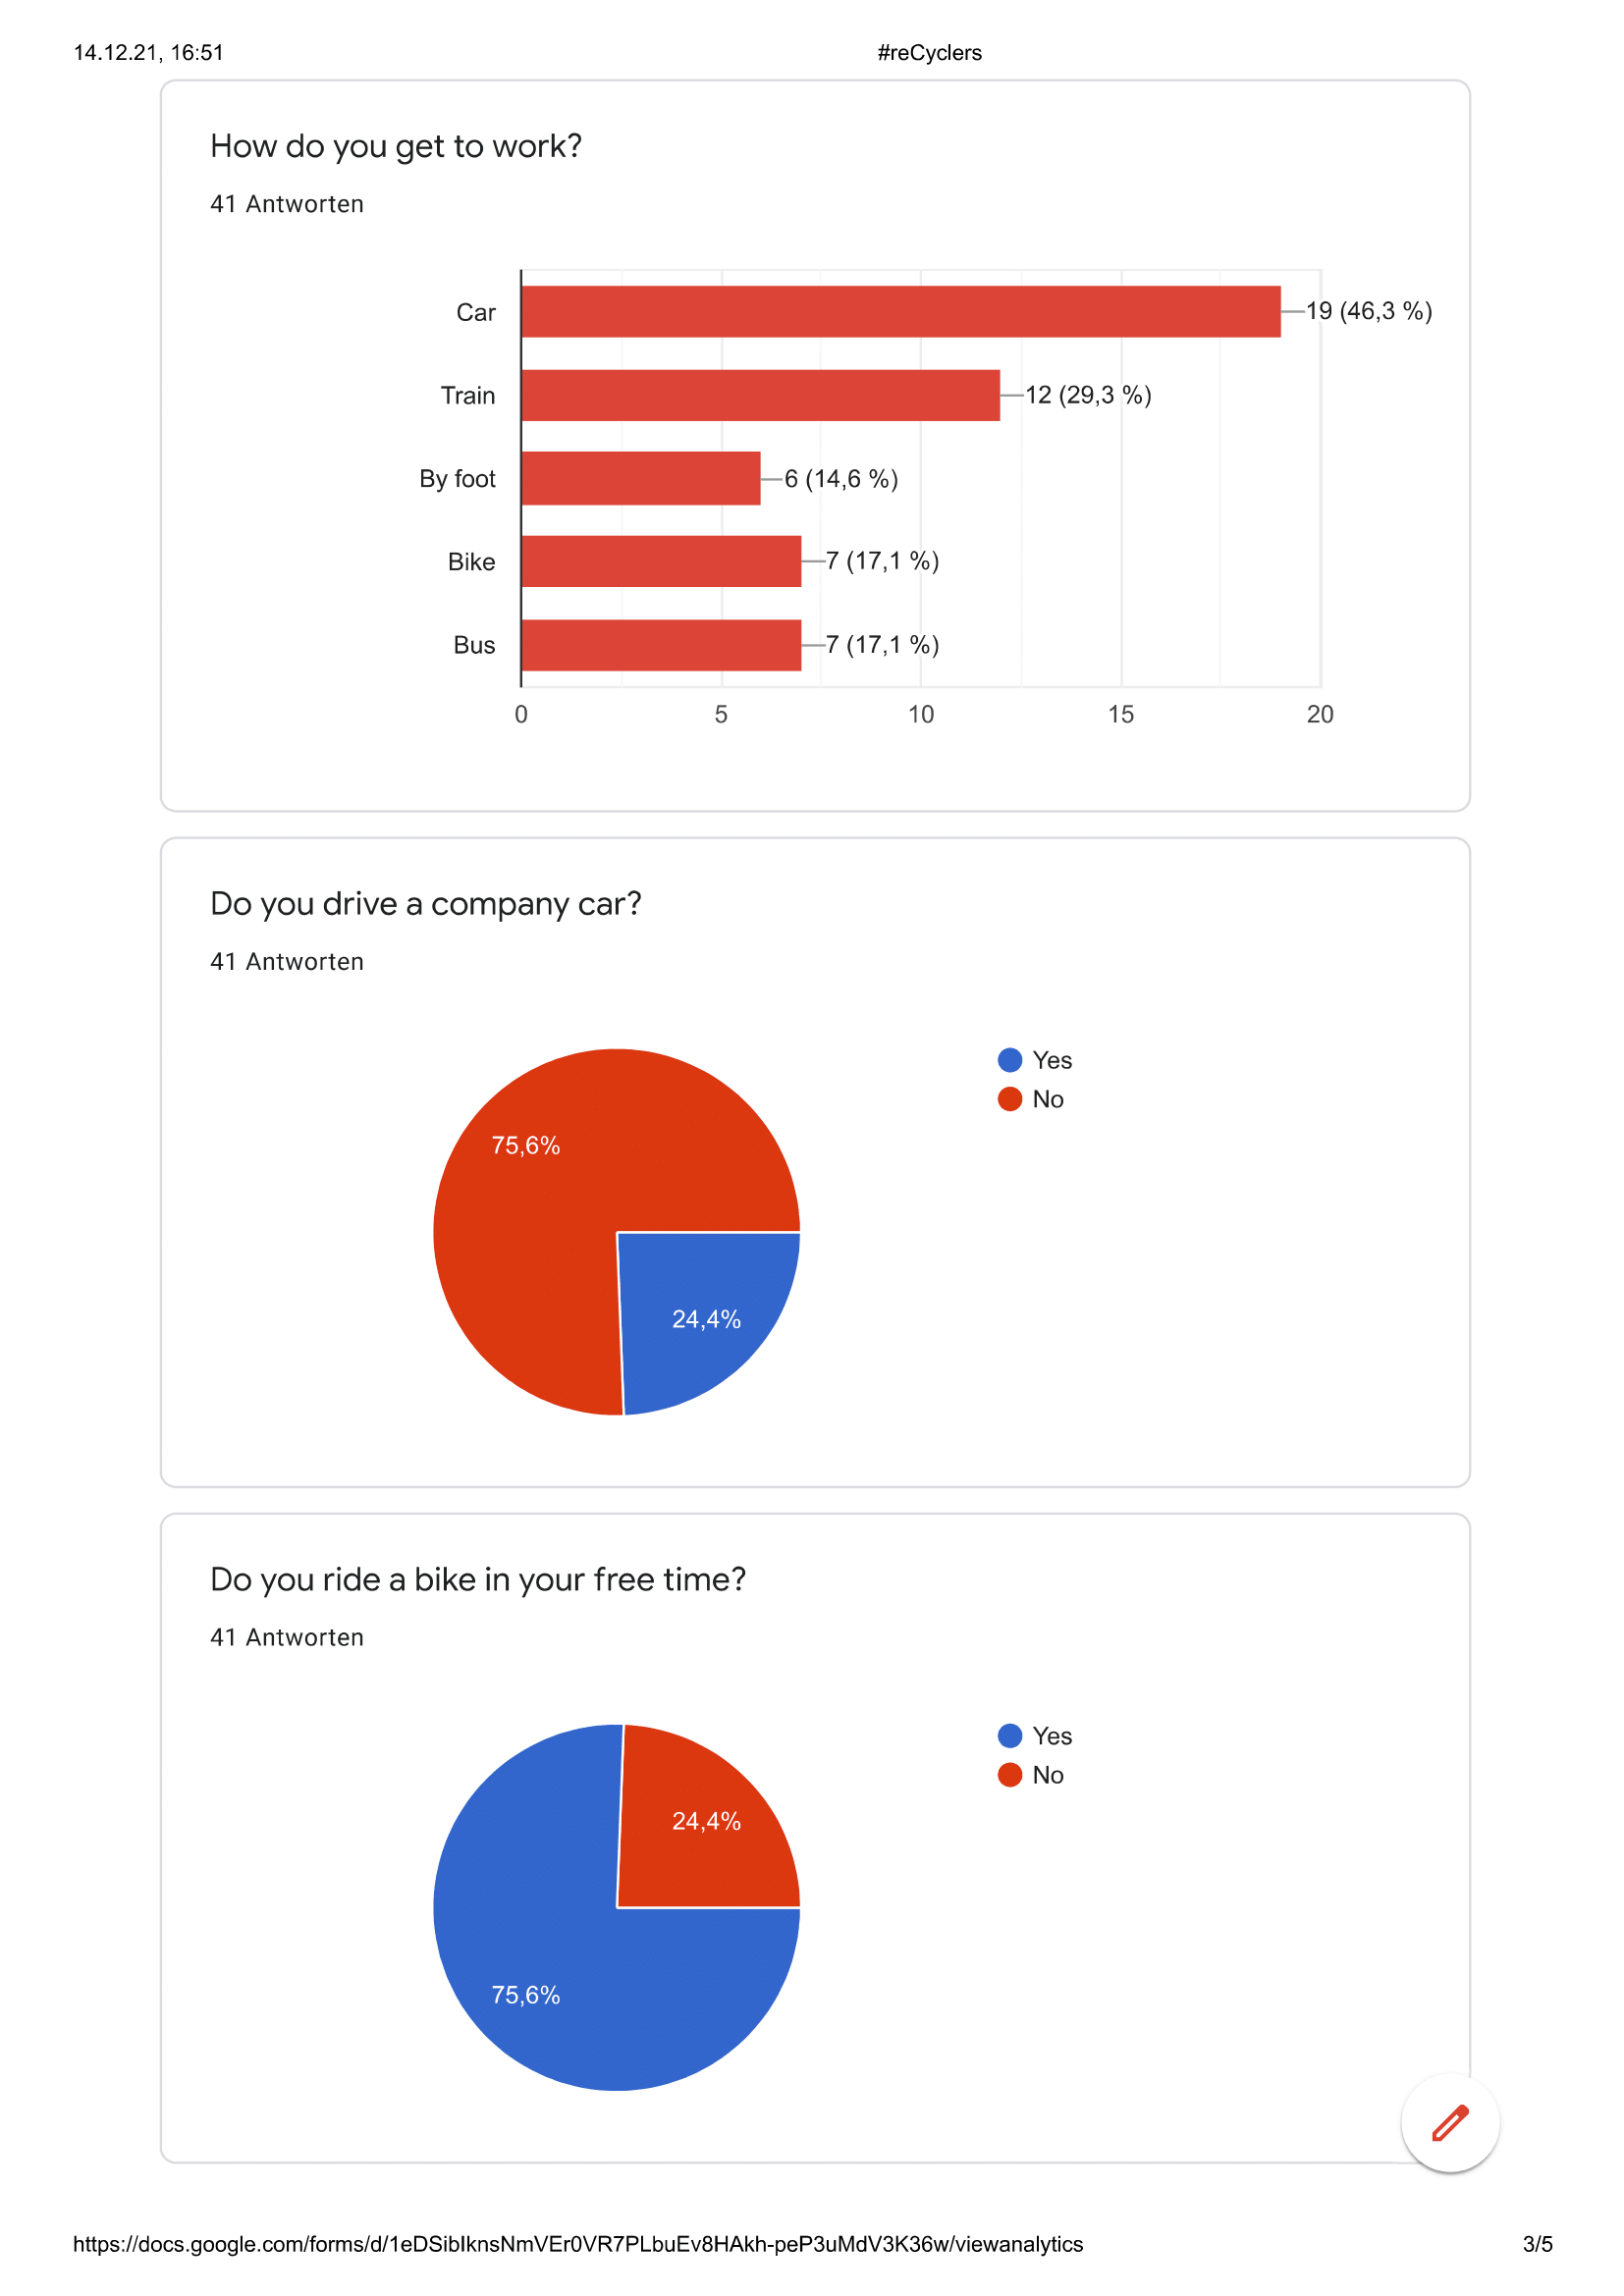 14.12.21, 16:51 #reCyclers
How do you get to work?
41 Antworten
Car 19 (46,3 %)
Train 12 (29,3 %)
By foot 6 (14,6 %)
Bike 7 (17,1 %)
Bus 7 (17,1 %)
0 5 10 15 20
Do you drive a company car?
41 Antworten
Yes
No
75,6%
24,4%
Do you ride a bike in your free time?
41 Antworten
Yes
No
24,4%
75,6%
https://docs.google.com/forms/d/1eDSibIknsNmVEr0VR7PLbuEv8HAkh-peP3uMdV3K36w/viewanalytics 3/5